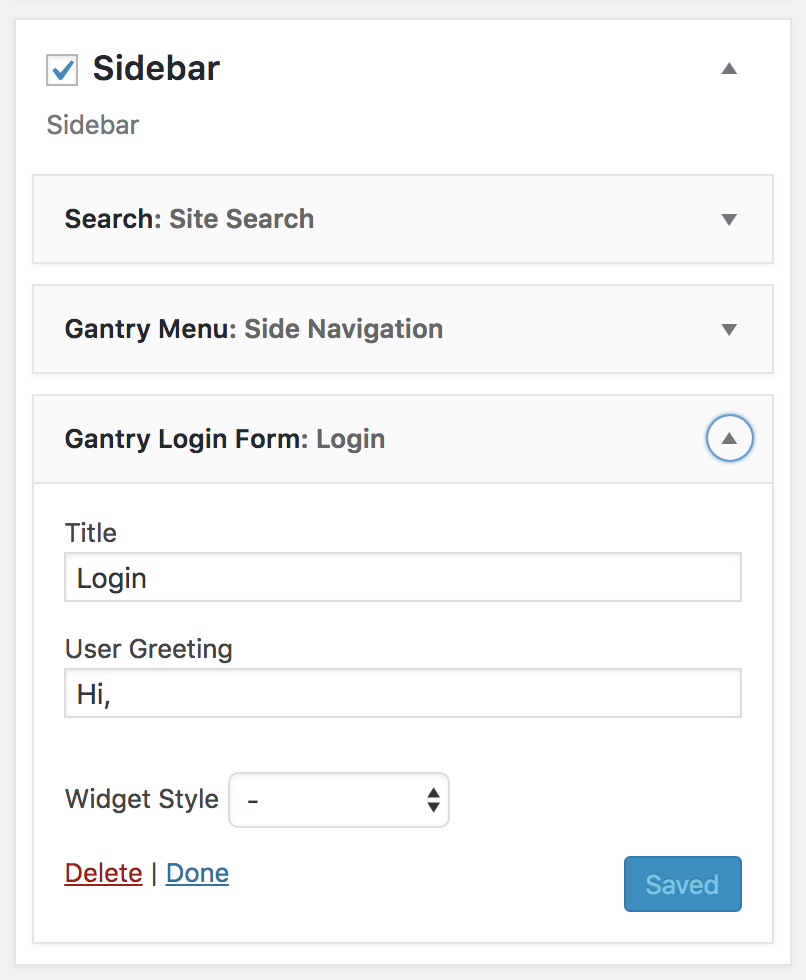 Sidebar
Sidebar
Search: Site Search
Gantry Menu: Side Navigation
Gantry Login Form: Login
Title
Login
User Greeting
Hi,
Widget Style -
Delete | Done Saved